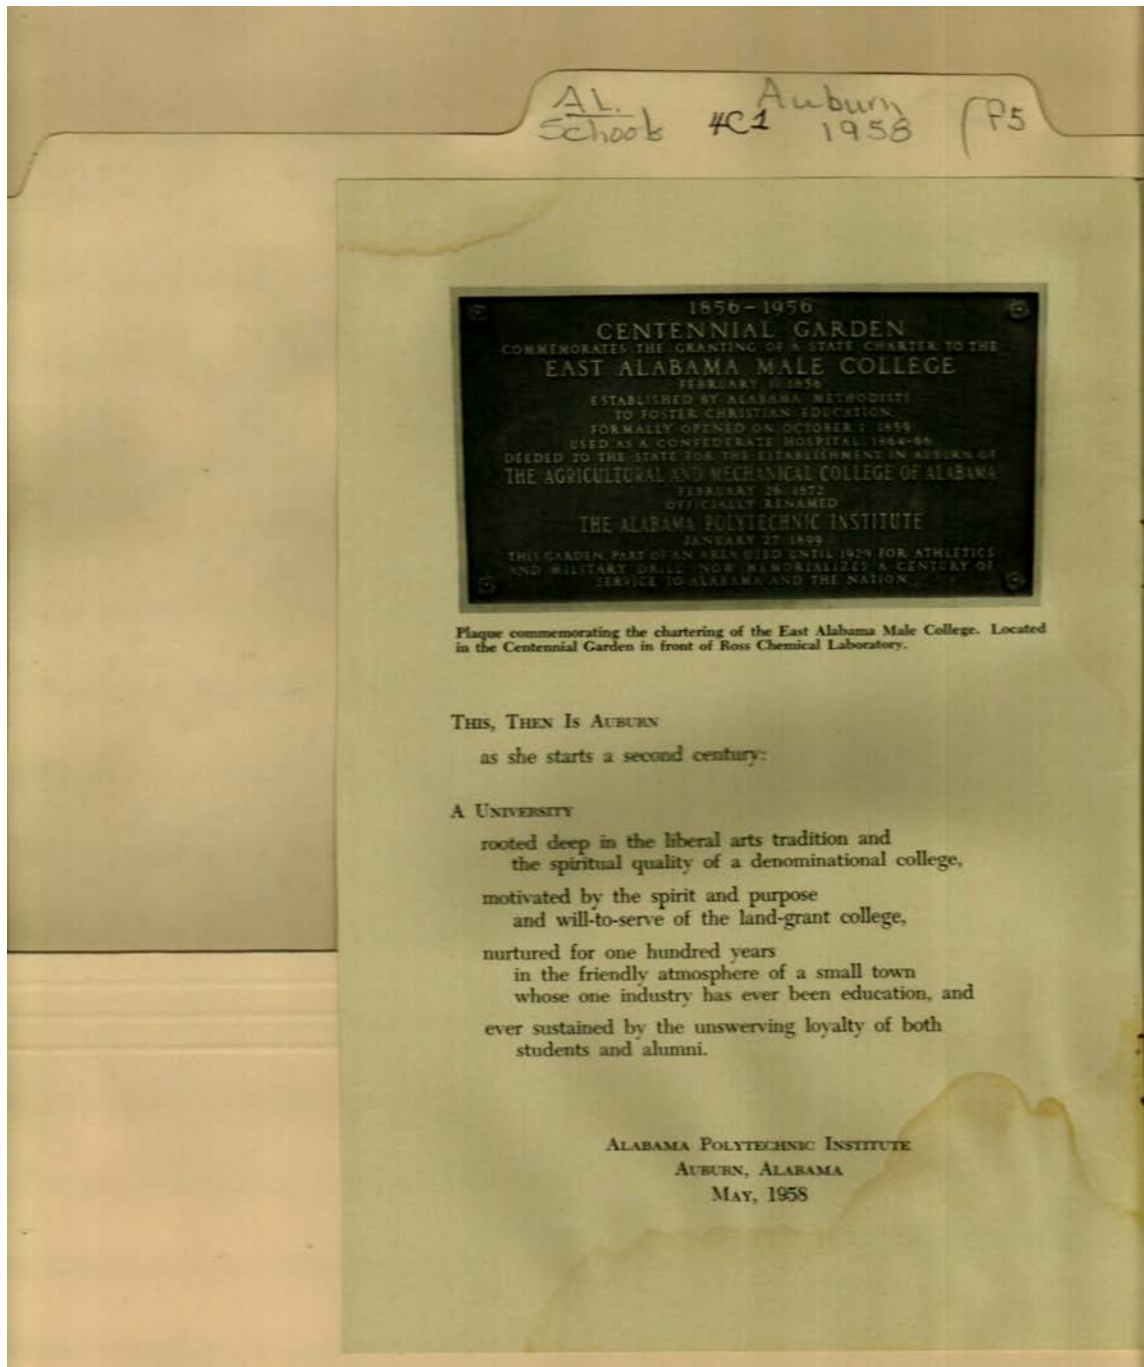 AL. Auburn
Schools 4C1 1958 P5
1856-1956
CENTENNIAL GARDEN
COMMEMORATES THE GRANTING OF A STATE CHARTER TO THE
EAST ALABAMA MALE COLLEGE
FEBRUARY 1, 1856
ESTABLISHED BY ALABAMA METHODISTS
TO FOSTER CHRISTIAN EDUCATION
FORMALLY OPENED ON OCTOBER 1, 1859
USED AS A CONFEDERATE HOSPITAL 1864-66
DEEDED TO THE STATE FOR THE ESTABLISHMENT IN AUBURN OF
THE AGRICULTURAL AND MECHANICAL COLLEGE OF ALABAMA
FEBRUARY 26, 1872
OFFICIALLY RENAMED
THE ALABAMA POLYTECHNIC INSTITUTE
JANUARY 27, 1899
THIS GARDEN PART OF AN AREA USED UNTIL 1929 FOR ATHLETICS
AND MILITARY DRILL NOW MEMORIALIZES A CENTURY OF
SERVICE TO ALABAMA AND THE NATION
Plaque commemorating the chartering of the East Alabama Male College. Located
in the Centennial Garden in front of Ross Chemical Laboratory.
THIS, THEN IS AUBURN
as she starts a second century:
A UNIVERSITY
rooted deep in the liberal arts tradition and
the spiritual quality of a denominational college,
motivated by the spirit and purpose
and will-to-serve of the land-grant college,
nurtured for one hundred years
in the friendly atmosphere of a small town
whose one industry has ever been education, and
ever sustained by the unswerving loyalty of both
students and alumni.
ALABAMA POLYTECHNIC INSTITUTE
AUBURN, ALABAMA
MAY, 1958